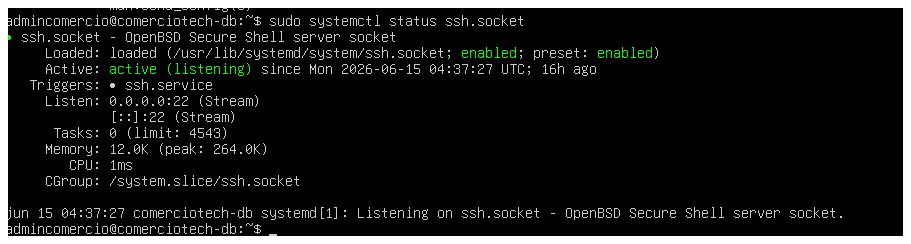 admincomercio@comerciotech-db:~$ sudo systemctl status ssh.socket
● ssh.socket - OpenBSD Secure Shell server socket
     Loaded: loaded (/usr/lib/systemd/system/ssh.socket; enabled; preset: enabled)
     Active: active (listening) since Mon 2026-06-15 04:37:27 UTC; 16h ago
   Triggers: ● ssh.service
     Listen: 0.0.0.0:22 (Stream)
             [::]:22 (Stream)
      Tasks: 0 (limit: 4543)
     Memory: 12.0K (peak: 264.0K)
        CPU: 1ms
     CGroup: /system.slice/ssh.socket

jun 15 04:37:27 comerciotech-db systemd[1]: Listening on ssh.socket - OpenBSD Secure Shell server socket.
admincomercio@comerciotech-db:~$ _